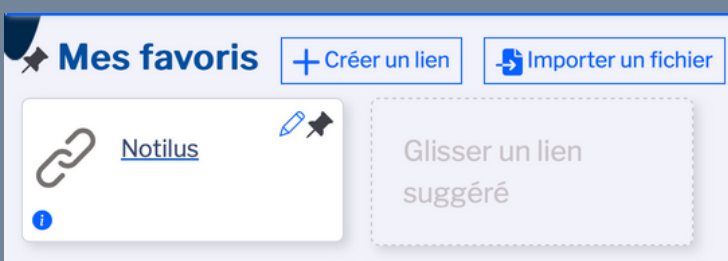 Mes favoris
Créer un lien
Importer un fichier
Notilus
Glisser un lien
suggéré